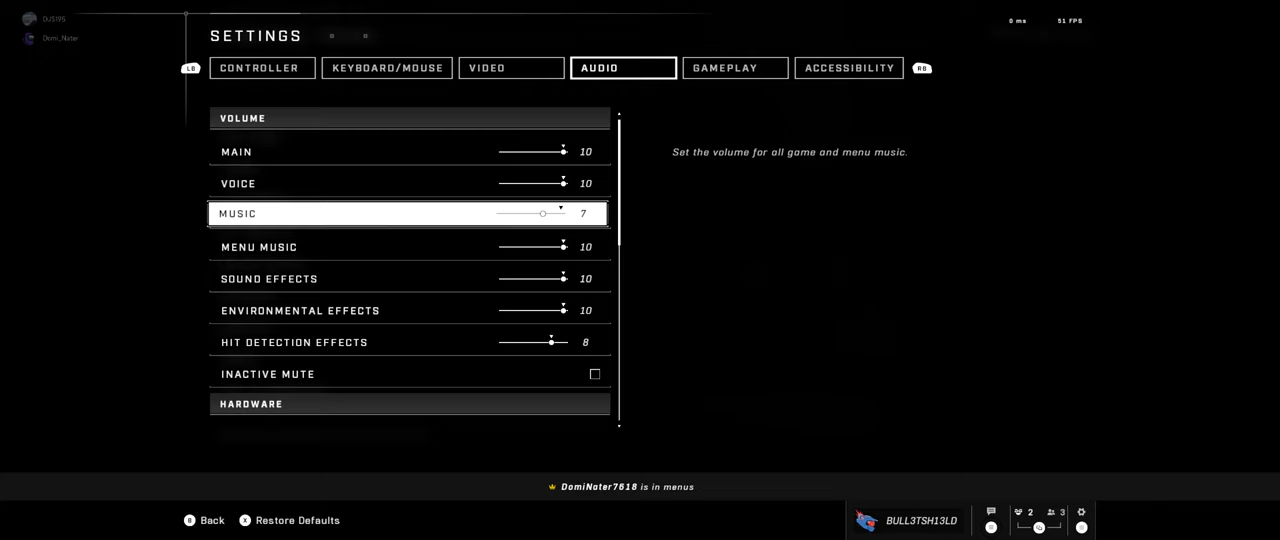 DJS195
Domi_Nater
0 ms 51 FPS
SETTINGS
LB CONTROLLER KEYBOARD/MOUSE VIDEO AUDIO GAMEPLAY ACCESSIBILITY RB
VOLUME
MAIN 10
Set the volume for all game and menu music.
VOICE 10
MUSIC 7
MENU MUSIC 10
SOUND EFFECTS 10
ENVIRONMENTAL EFFECTS 10
HIT DETECTION EFFECTS 8
INACTIVE MUTE
HARDWARE
DomiNater7618 is in menus
B Back X Restore Defaults
BULL3TSH13LD
2 3